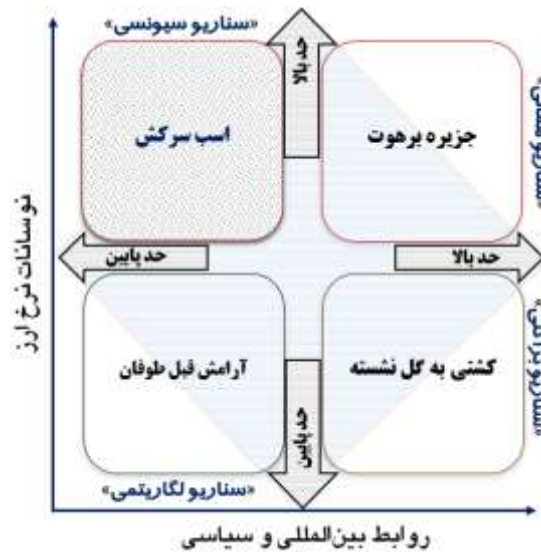 «سناریو سیونسی»
حد بالا
اسب سرکش
جزیره برهوت
نوسانات نرخ ارز
حد پایین
حد بالا
آرامش قبل طوفان
کشتی به گل نشسته
حد پایین
«سناریو لگاریتمی»
روابط بین‌المللی و سیاسی